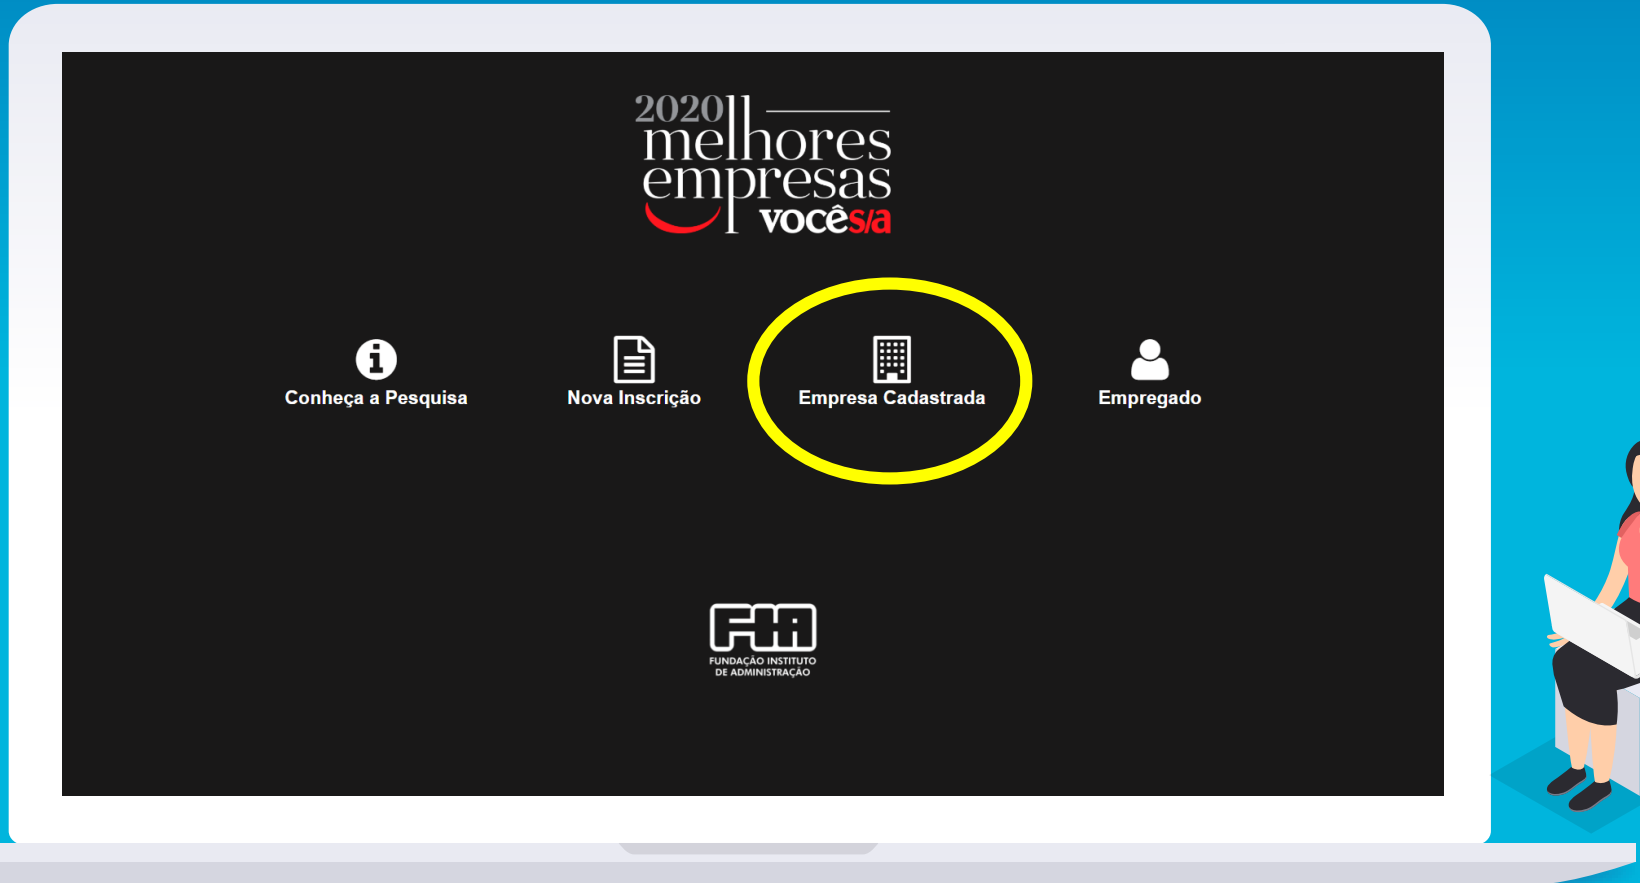 2020
melhores
empresas
vocês/a
Conheça a Pesquisa
Nova Inscrição
Empresa Cadastrada
Empregado
FIA
FUNDAÇÃO INSTITUTO
DE ADMINISTRAÇÃO